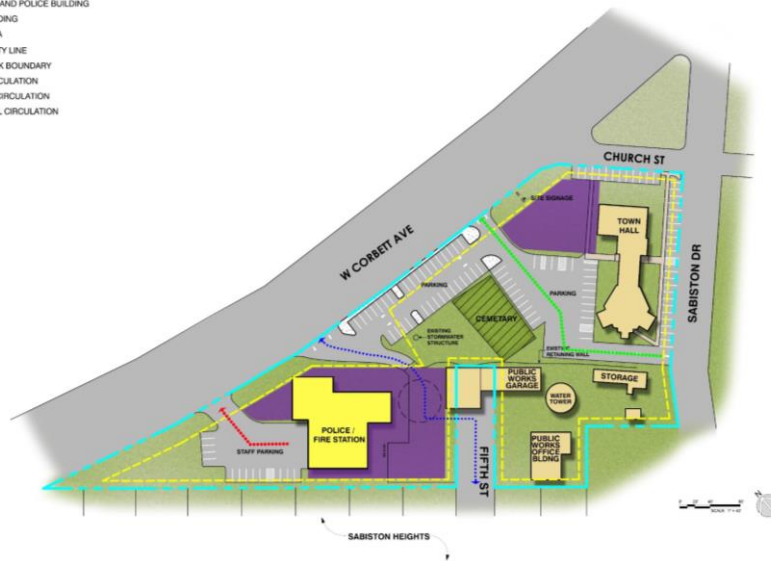 AND POLICE BUILDING
DING
A
TY LINE
K BOUNDARY
CULATION
CIRCULATION
L CIRCULATION
CHURCH ST
SITE SIGNAGE
TOWN
HALL
W CORBETT AVE
SABISTON DR
PARKING
PARKING
CEMETARY
EXISTING
STORMWATER
STRUCTURE
EXISTING
RETAINING WALL
PUBLIC
WORKS
GARAGE
STORAGE
WATER
TOWER
POLICE /
FIRE STATION
STAFF PARKING
PUBLIC
WORKS
OFFICE
BLDNG
FIFTH ST
SABISTON HEIGHTS